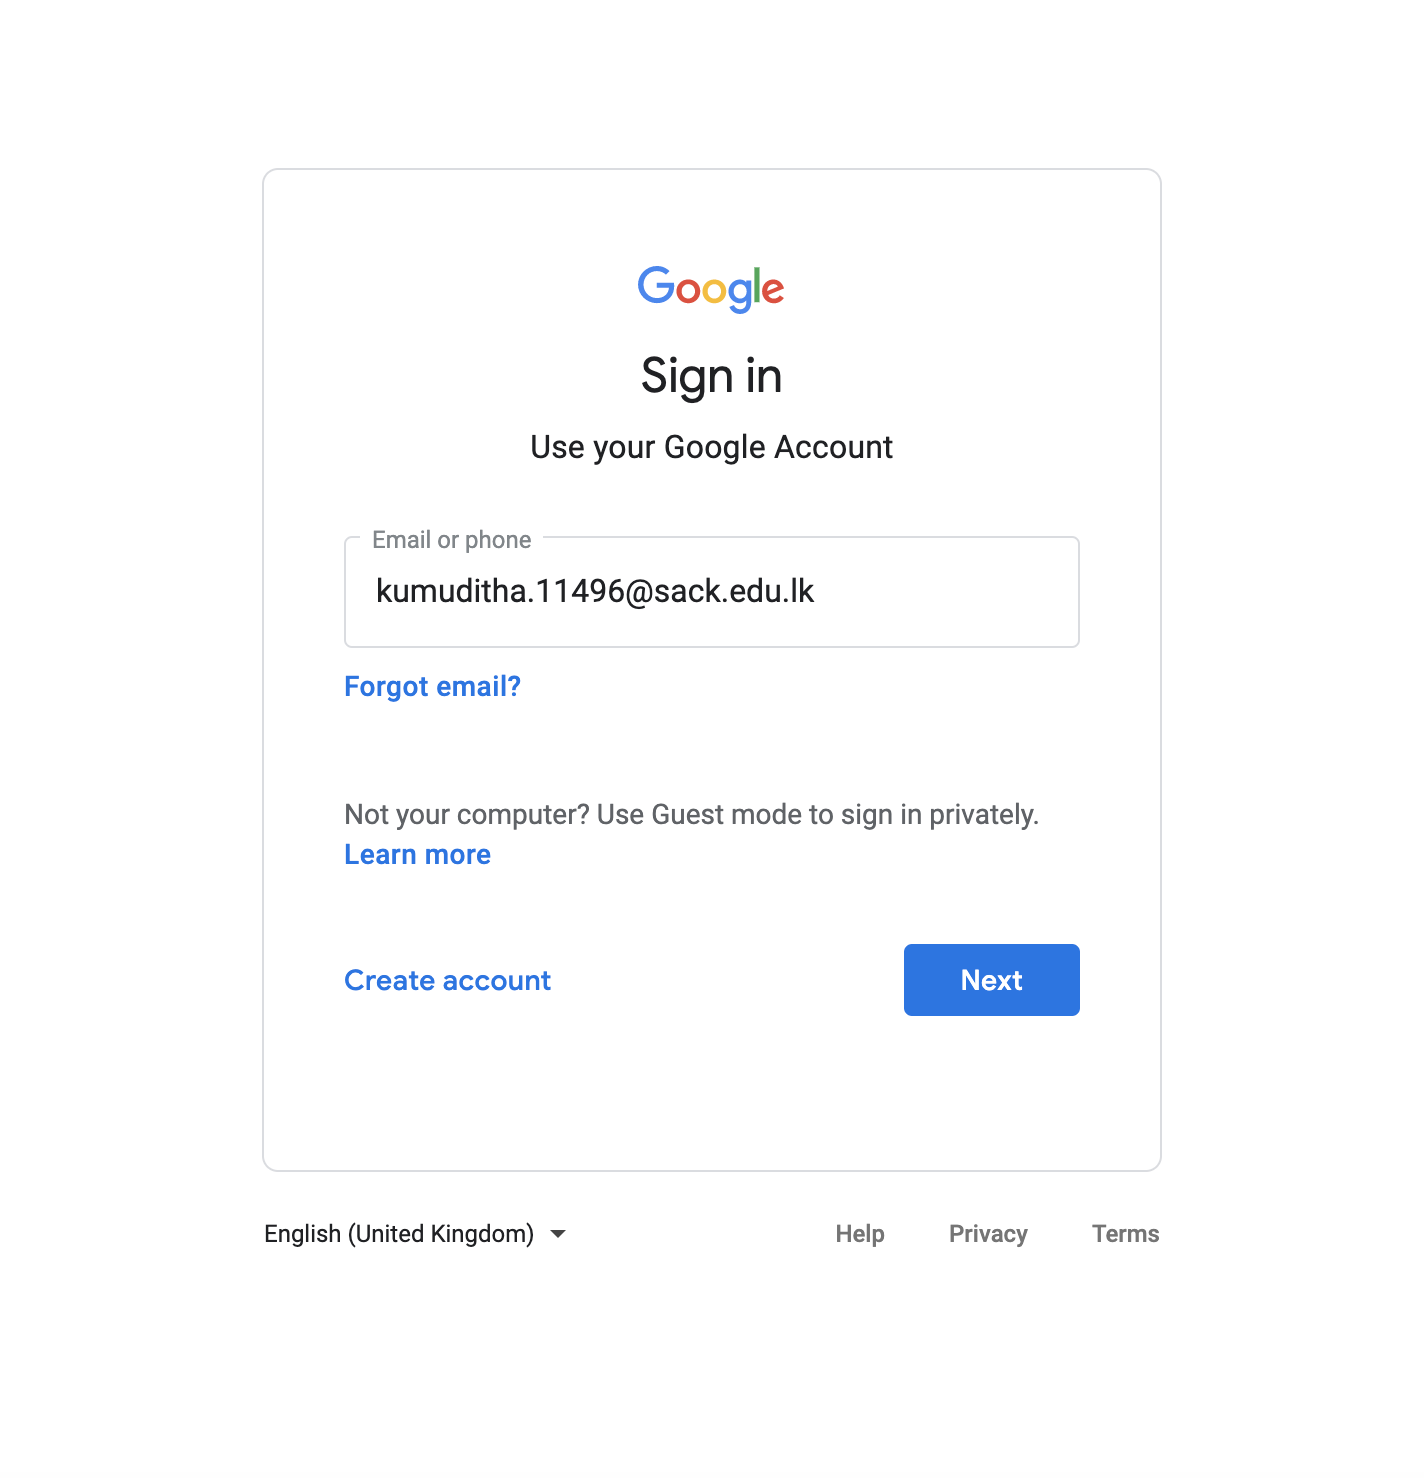 Google
Sign in
Use your Google Account
Email or phone
kumuditha.11496@sack.edu.lk
Forgot email?
Not your computer? Use Guest mode to sign in privately.
Learn more
Create account
Next
English (United Kingdom)
Help
Privacy
Terms